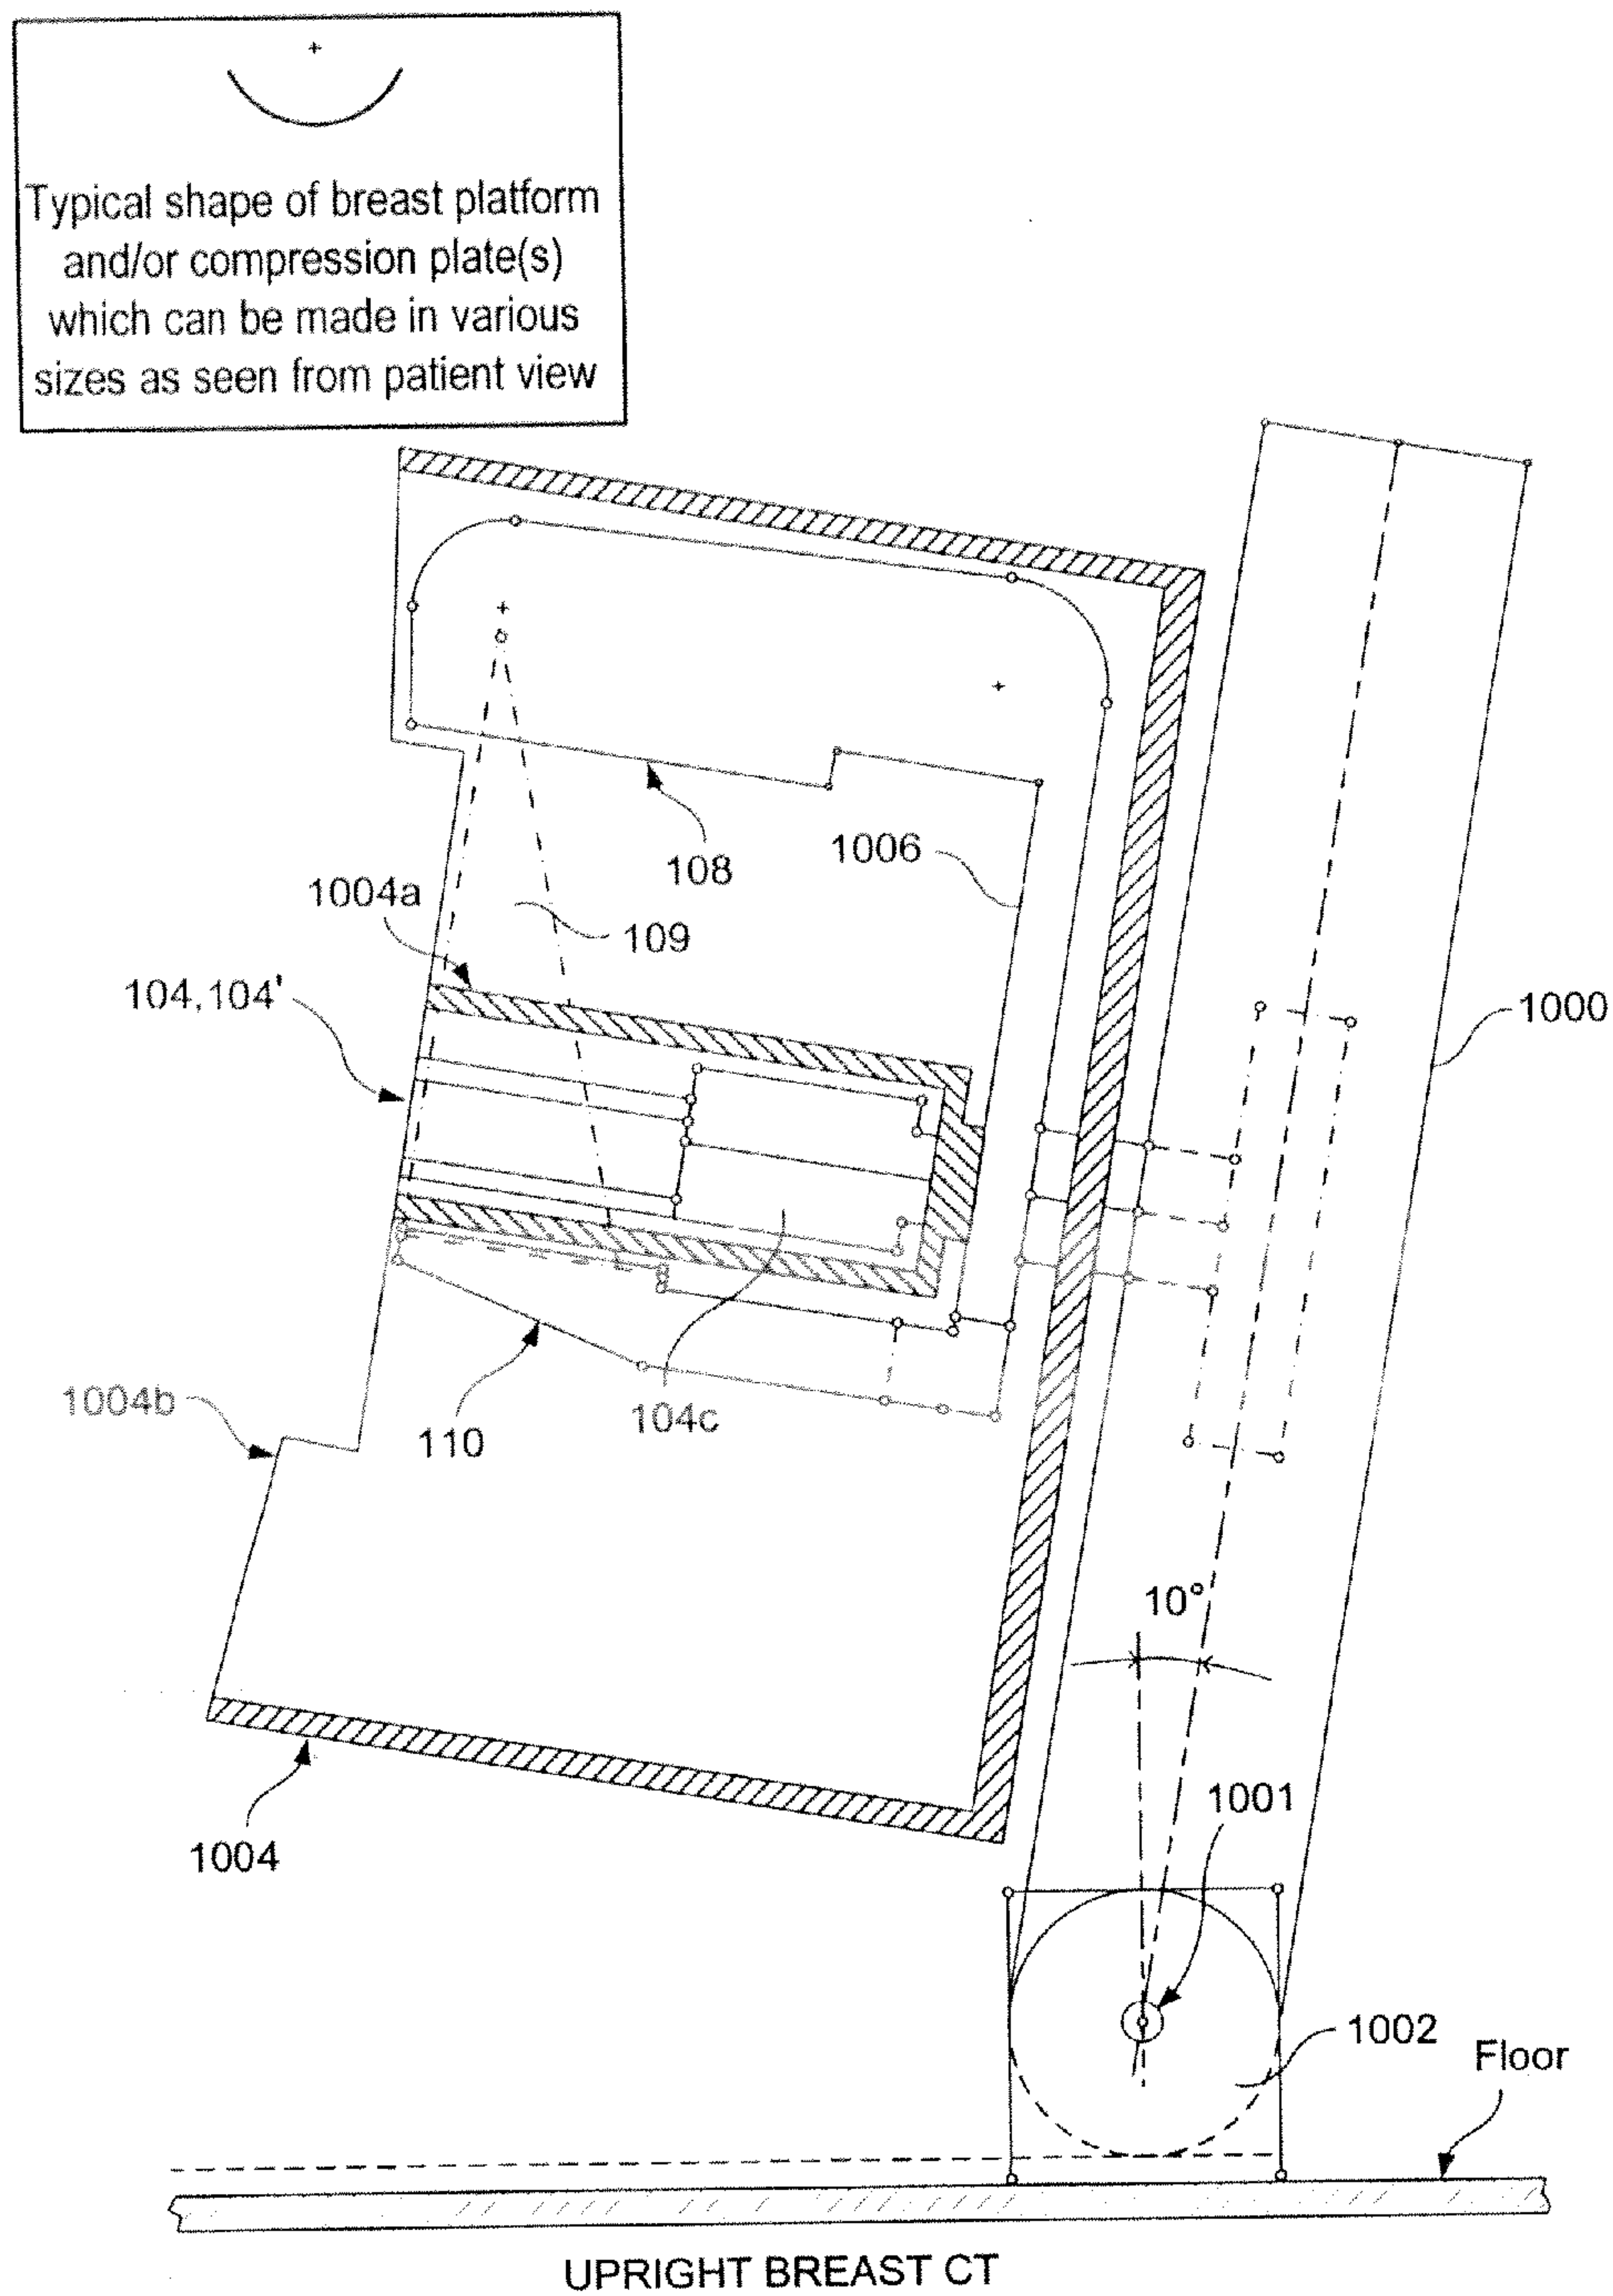 Typical shape of breast platform
and/or compression plate(s)
which can be made in various
sizes as seen from patient view
108
1006
1004a
109
104,104'
1000
1004b
110
104c
10°
1001
1004
1002
Floor
UPRIGHT BREAST CT